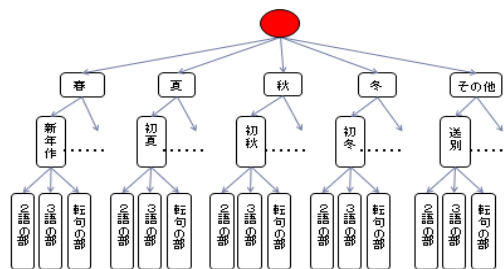 春
夏
秋
冬
その他
新年作
………
初夏
………
初秋
………
初冬
………
送別
………
2語の部
3語の部
転句の部
2語の部
3語の部
転句の部
2語の部
3語の部
転句の部
2語の部
3語の部
転句の部
2語の部
3語の部
転句の部